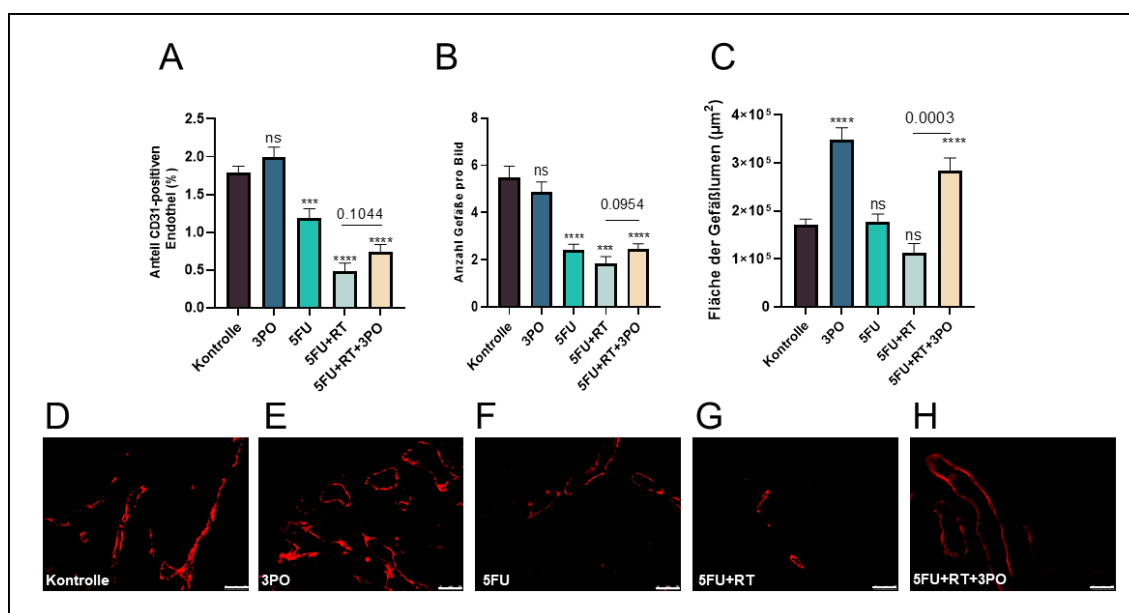 A
B
C
Anteil CD31-positiven
Endothel (%)
2.5
2.0
1.5
1.0
0.5
0.0
ns
***
0.1044
****
****
Kontrolle
3PO
5FU
5FU+RT
5FU+RT+3PO
Anzahl Gefäße pro Bild
8
6
4
2
0
ns
****
0.0954
***
****
Kontrolle
3PO
5FU
5FU+RT
5FU+RT+3PO
Fläche der Gefäßlumen (µm²)
4×10⁵
3×10⁵
2×10⁵
1×10⁵
0
****
ns
ns
0.0003
****
Kontrolle
3PO
5FU
5FU+RT
5FU+RT+3PO
D
E
F
G
H
Kontrolle
3PO
5FU
5FU+RT
5FU+RT+3PO